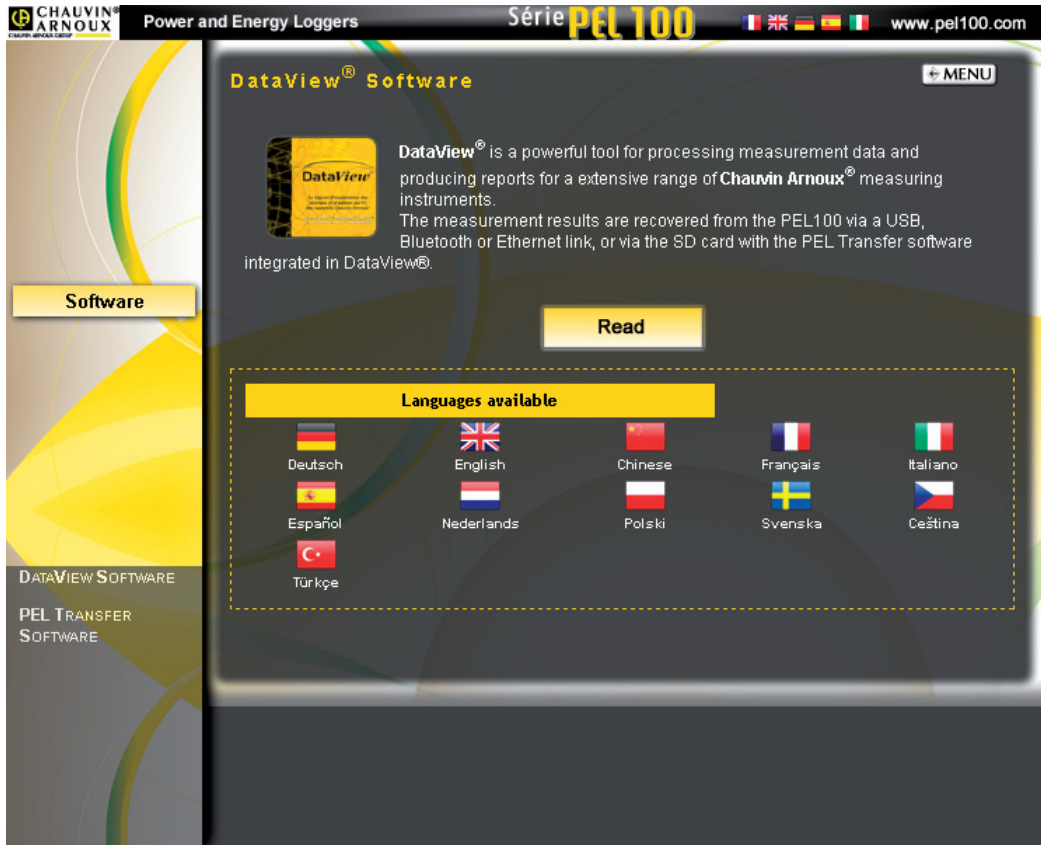 CHAUVIN®
ARNOUX
CHAUVIN ARNOUX GROUP
Power and Energy Loggers
Série PEL 100
www.pel100.com
DataView® Software
MENU
DataView
DataView® is a powerful tool for processing measurement data and
producing reports for a extensive range of Chauvin Arnoux® measuring
instruments.
The measurement results are recovered from the PEL100 via a USB,
Bluetooth or Ethernet link, or via the SD card with the PEL Transfer software
integrated in DataView®.
Software
Read
Languages available
Deutsch English Chinese Français Italiano
Español Nederlands Polski Svenska Ceština
Türkçe
DATAVIEW SOFTWARE
PEL TRANSFER
SOFTWARE